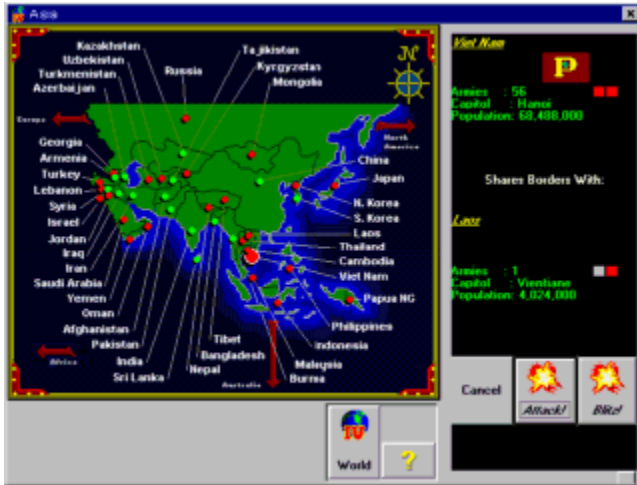 Asia
Kazakhstan
Uzbekistan
Turkmenistan
Azerbaijan
Russia
Tajikistan
Kyrgyzstan
Mongolia
Europe
North
America
Georgia
Armenia
Turkey
Lebanon
Syria
Israel
Jordan
Iraq
Iran
Saudi Arabia
Yemen
Oman
Afghanistan
Pakistan
India
Sri Lanka
China
Japan
N. Korea
S. Korea
Laos
Thailand
Cambodia
Viet Nam
Papua NG
Philippines
Indonesia
Malaysia
Burma
Tibet
Bangladesh
Nepal
Africa
Australia
N
Viet Nam
P
Armies : 56
Capitol : Hanoi
Population: 68,488,000
Shares Borders With:
Laos
Armies : 1
Capitol : Vientiane
Population: 4,024,000
Cancel
Attack!
Blitz!
World
?